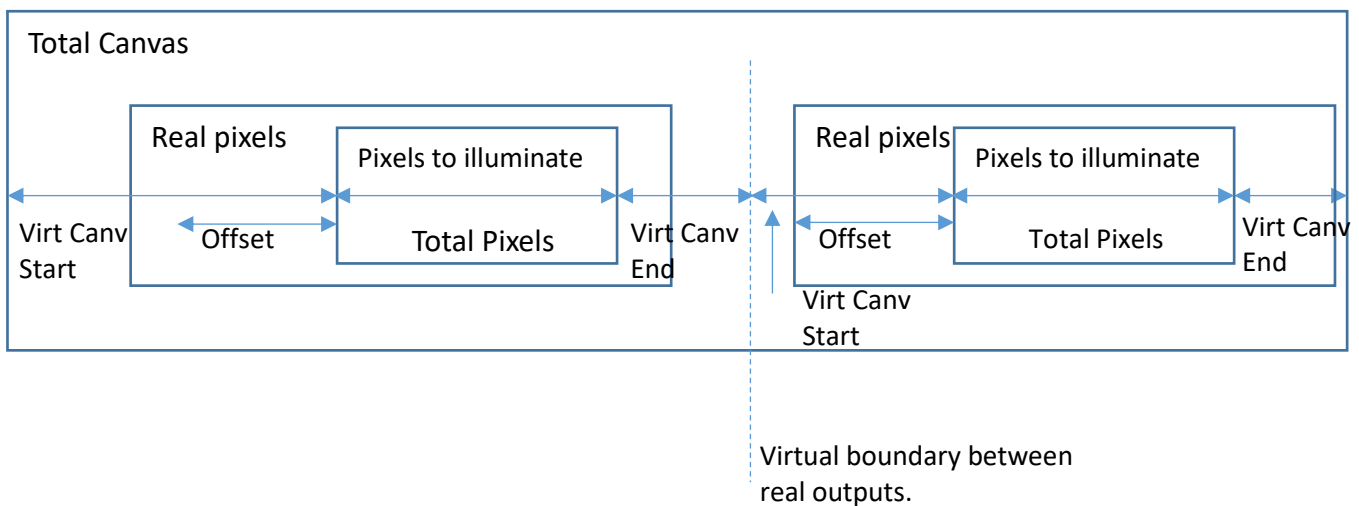 Total Canvas
Real pixels
Pixels to illuminate
Virt Canv
Start
Offset
Total Pixels
Virt Canv
End
Real pixels
Pixels to illuminate
Offset
Total Pixels
Virt Canv
End
Virt Canv
Start
Virtual boundary between
real outputs.